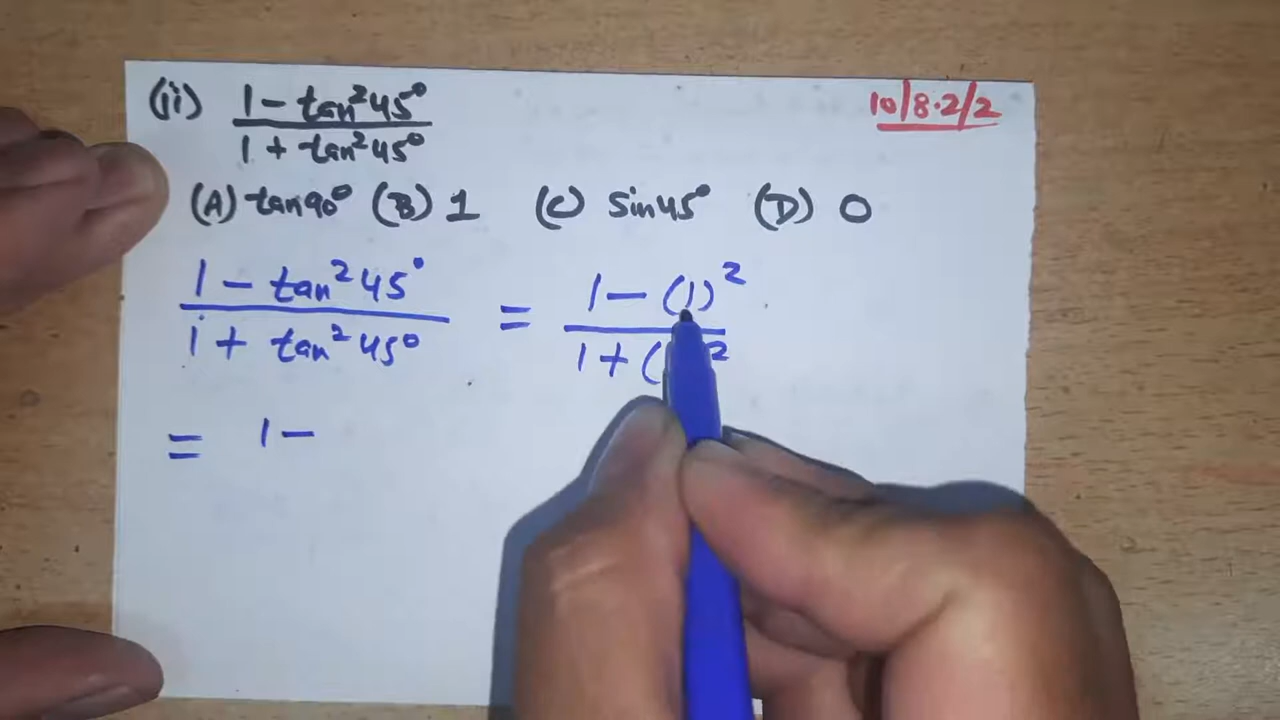 (ii) 1 - tan²45° / 1 + tan²45°
10/8.2/2
(A) tan90° (B) 1 (C) sin45° (D) 0
1 - tan²45° / 1 + tan²45° = 1 - (1)² / 1 + ( ²
= 1 -